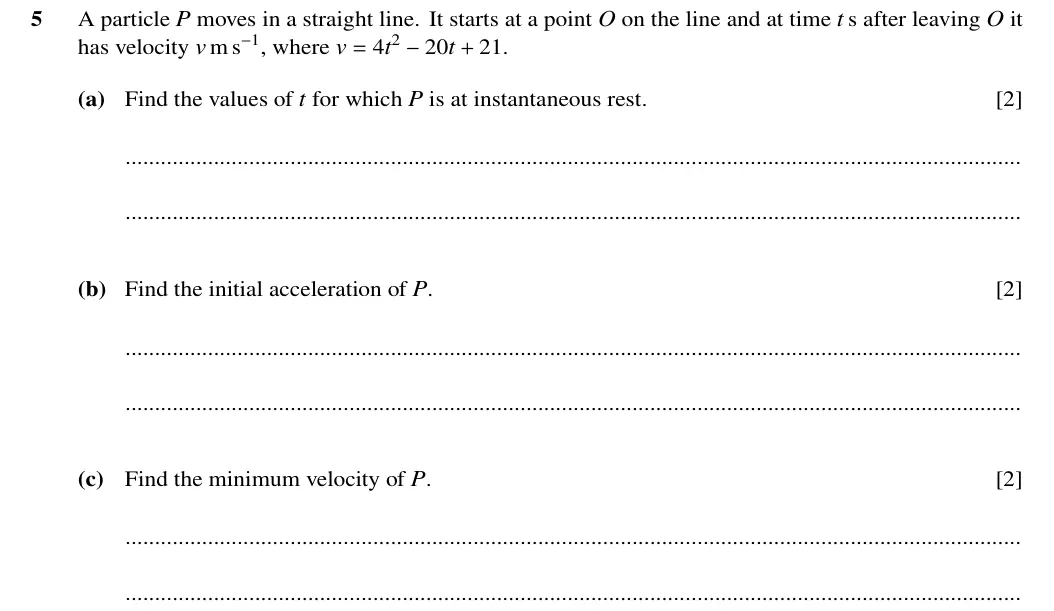 5 A particle P moves in a straight line. It starts at a point O on the line and at time t s after leaving O it
has velocity v m s⁻¹, where v = 4t² – 20t + 21.
(a) Find the values of t for which P is at instantaneous rest. [2]
................................................................................
................................................................................
(b) Find the initial acceleration of P. [2]
................................................................................
................................................................................
(c) Find the minimum velocity of P. [2]
................................................................................
................................................................................